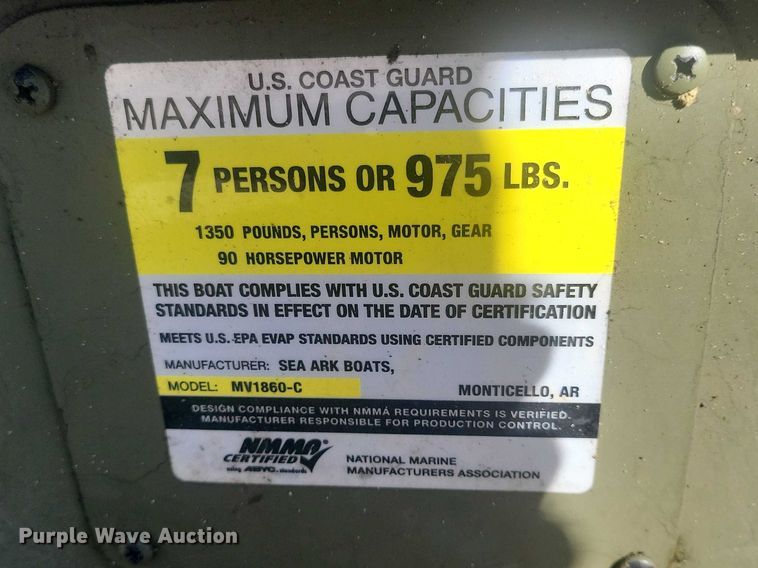 U.S. COAST GUARD
MAXIMUM CAPACITIES
7 PERSONS OR 975 LBS.
1350 POUNDS, PERSONS, MOTOR, GEAR
90 HORSEPOWER MOTOR
THIS BOAT COMPLIES WITH U.S. COAST GUARD SAFETY
STANDARDS IN EFFECT ON THE DATE OF CERTIFICATION
MEETS U.S. EPA EVAP STANDARDS USING CERTIFIED COMPONENTS
MANUFACTURER: SEA ARK BOATS,
MODEL: MV1860-C MONTICELLO, AR
DESIGN COMPLIANCE WITH NMMA REQUIREMENTS IS VERIFIED.
MANUFACTURER RESPONSIBLE FOR PRODUCTION CONTROL.
NMMA®
CERTIFIED
using ABYC standards
NATIONAL MARINE
MANUFACTURERS ASSOCIATION
Purple Wave Auction